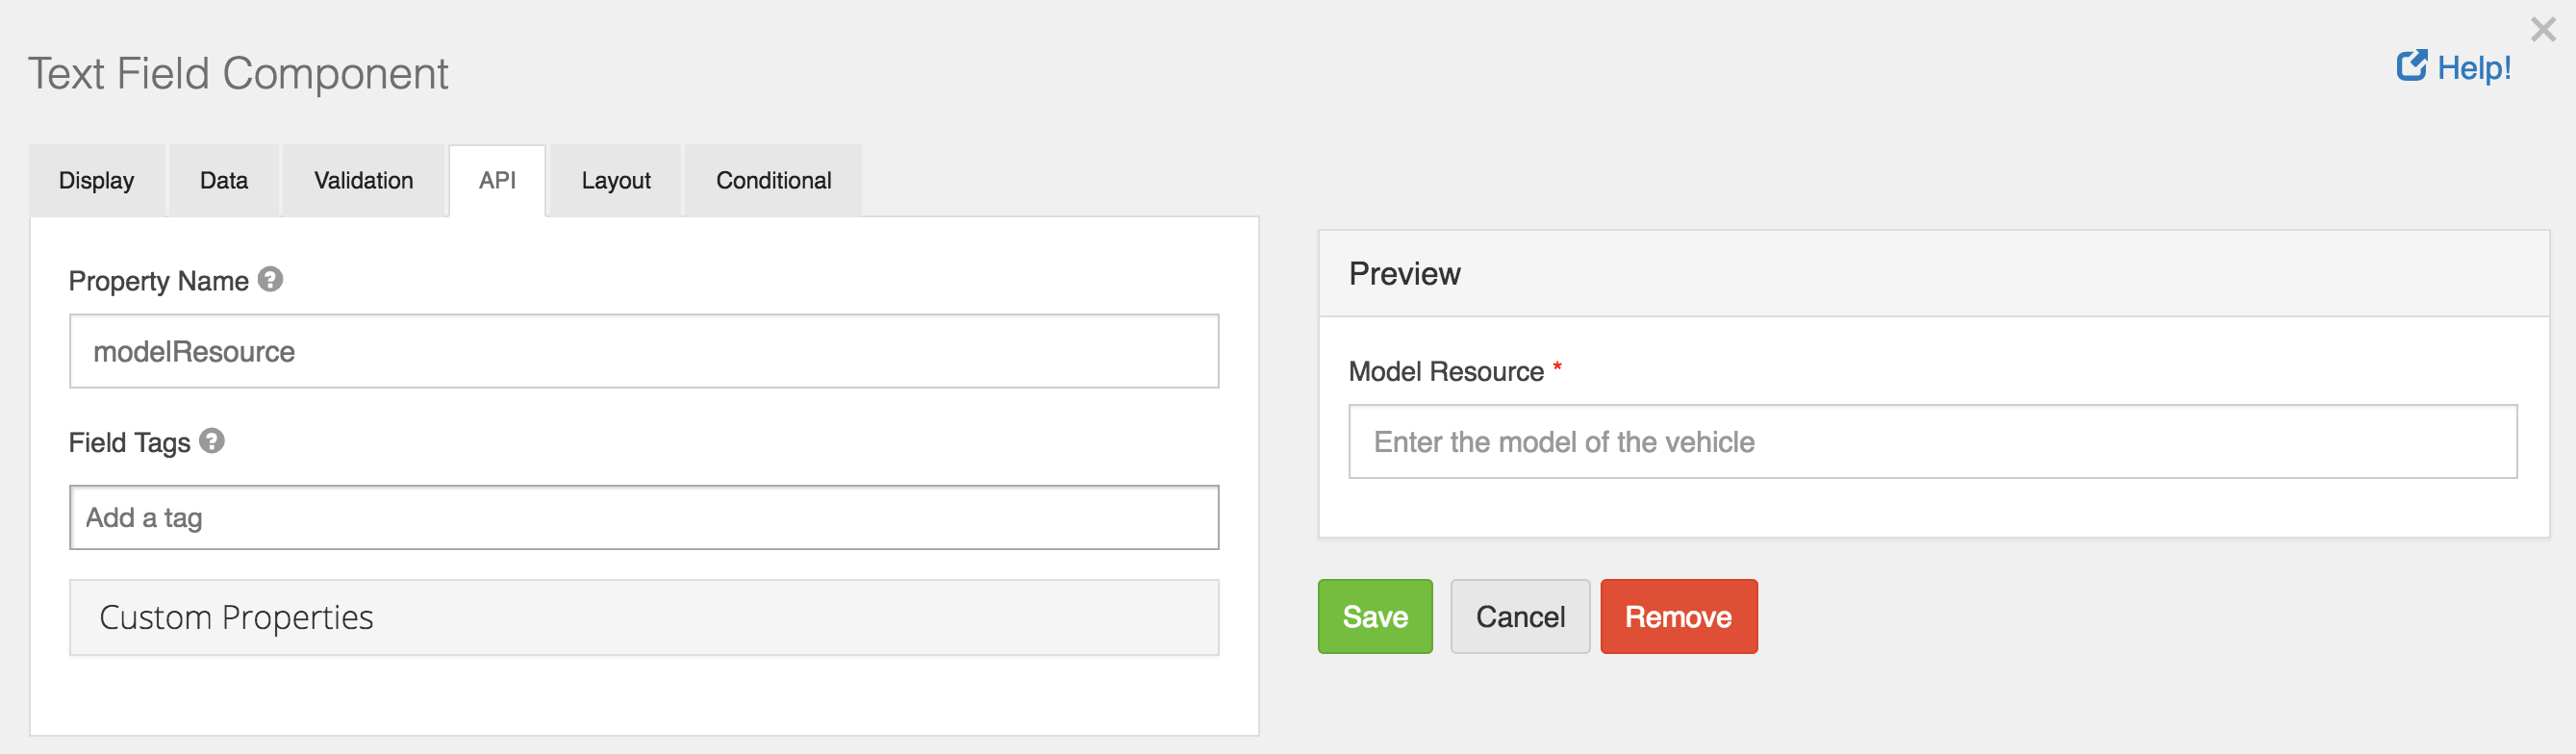 Text Field Component
Help!
Display Data Validation API Layout Conditional
Property Name
modelResource
Field Tags
Add a tag
Custom Properties
Preview
Model Resource *
Enter the model of the vehicle
Save Cancel Remove